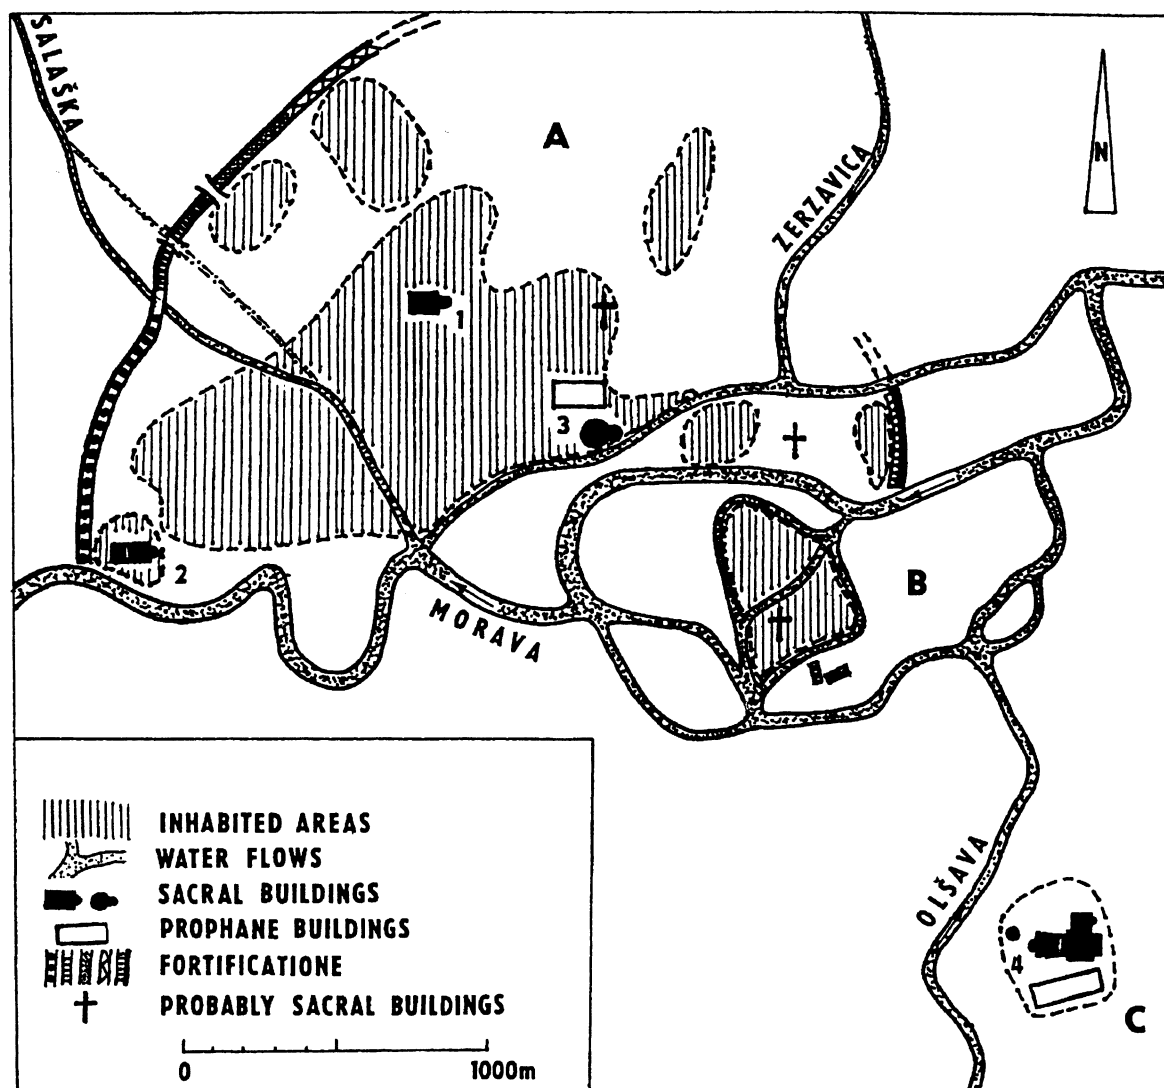 SALAŠKA
A
N
ZERZAVICA
1
3
2
B
MORAVA
OLŠAVA
4
C
INHABITED AREAS
WATER FLOWS
SACRAL BUILDINGS
PROPHANE BUILDINGS
FORTIFICATIONE
PROBABLY SACRAL BUILDINGS
0 1000m